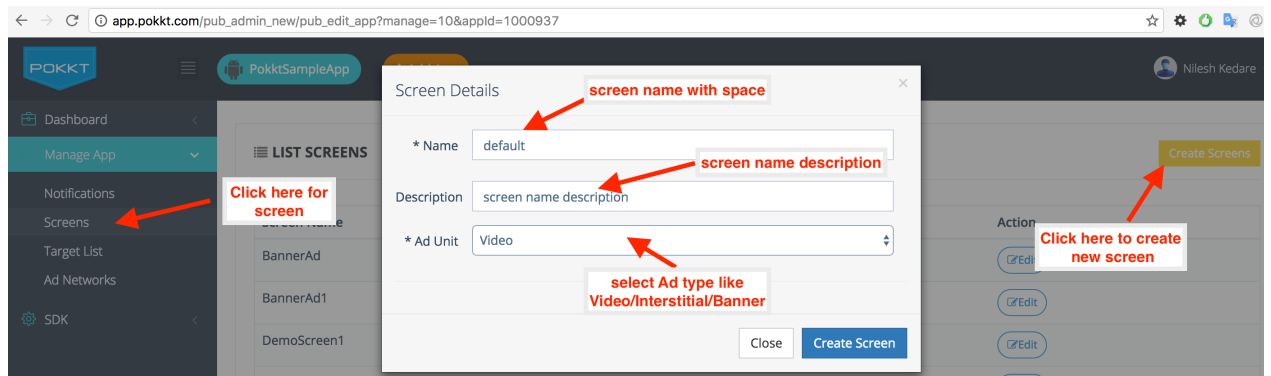 app.pokkt.com/pub_admin_new/pub_edit_app?manage=10&appId=1000937
POKKT
PokktSampleApp
Nilesh Kedare
Screen Details
×
screen name with space
Dashboard
Manage App
Notifications
Screens
Target List
Ad Networks
SDK
Click here for
screen
LIST SCREENS
Create Screens
* Name
default
screen name description
Description
screen name description
* Ad Unit
Video
select Ad type like
Video/Interstitial/Banner
Close
Create Screen
Screen Name
Action
Click here to create
new screen
BannerAd
Edit
BannerAd1
Edit
DemoScreen1
Edit